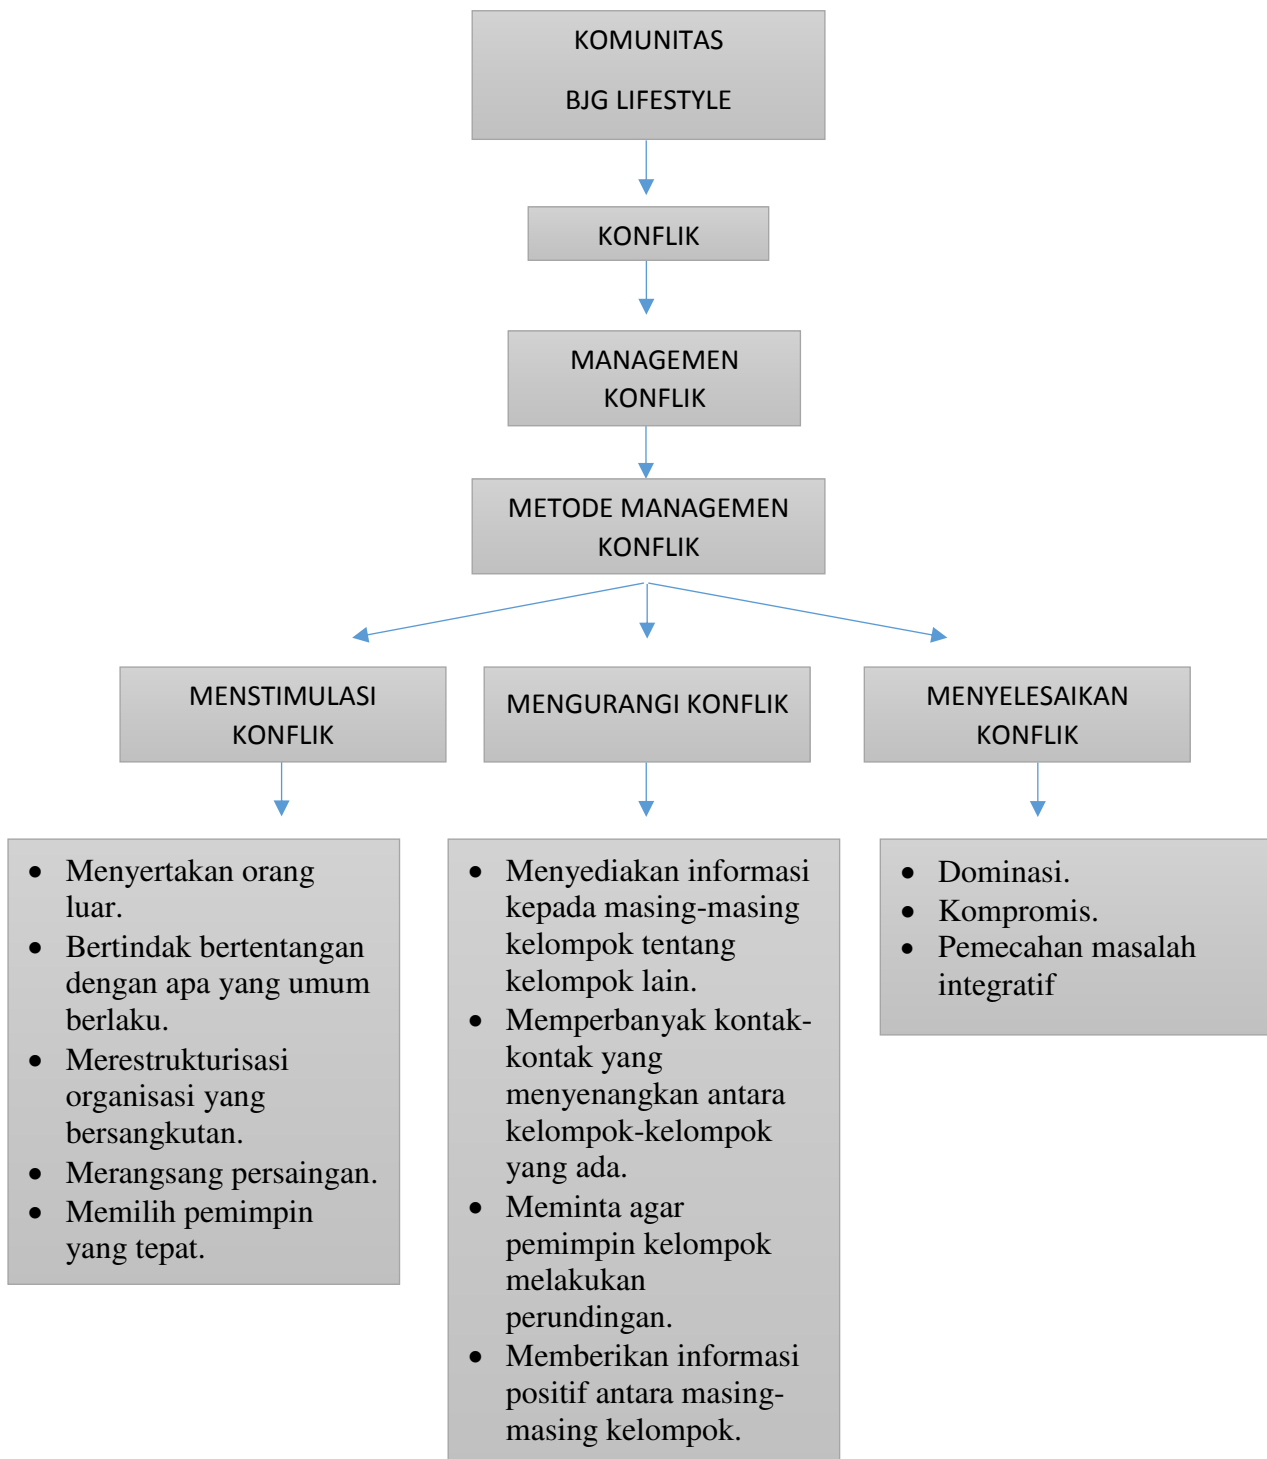 KOMUNITAS
BJG LIFESTYLE
KONFLIK
MANAGEMEN
KONFLIK
METODE MANAGEMEN
KONFLIK
MENSTIMULASI
KONFLIK
MENGURANGI KONFLIK
MENYELESAIKAN
KONFLIK
• Menyertakan orang
luar.
• Bertindak bertentangan
dengan apa yang umum
berlaku.
• Merestrukturisasi
organisasi yang
bersangkutan.
• Merangsang persaingan.
• Memilih pemimpin
yang tepat.
• Menyediakan informasi
kepada masing-masing
kelompok tentang
kelompok lain.
• Memperbanyak kontak-
kontak yang
menyenangkan antara
kelompok-kelompok
yang ada.
• Meminta agar
pemimpin kelompok
melakukan
perundingan.
• Memberikan informasi
positif antara masing-
masing kelompok.
• Dominasi.
• Kompromis.
• Pemecahan masalah
integratif